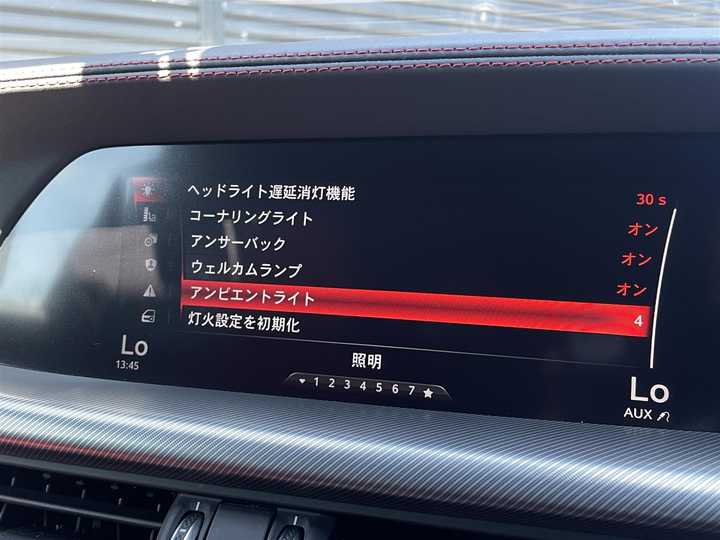 ヘッドライト遅延消灯機能 30 s
コーナリングライト オン
アンサーバック オン
ウェルカムランプ オン
アンビエントライト 4
灯火設定を初期化
照明
Lo
13:45
1 2 3 4 5 6 7
Lo
AUX